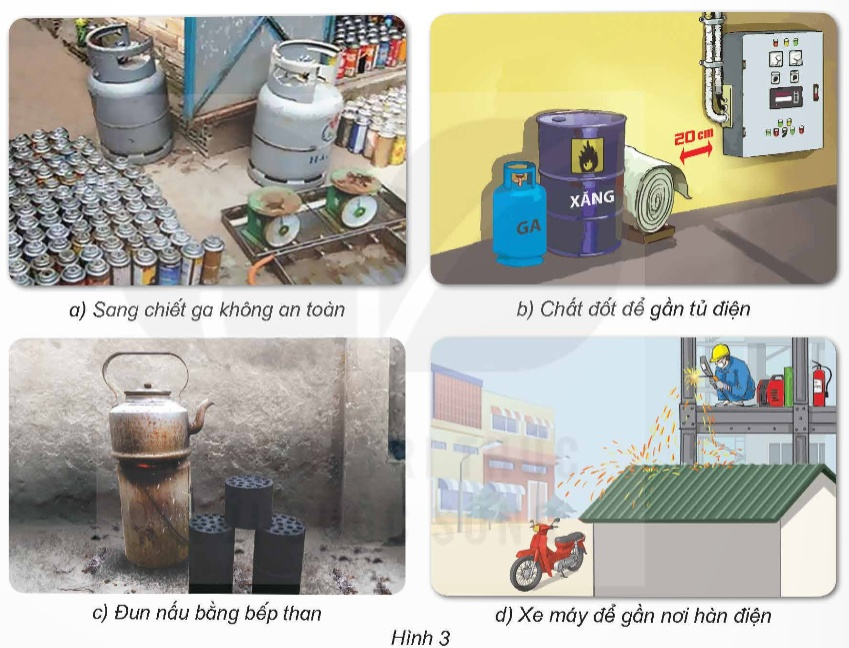 20 cm
XĂNG
GA
a) Sang chiết ga không an toàn
b) Chất đốt để gần tủ điện
c) Đun nấu bằng bếp than
d) Xe máy để gần nơi hàn điện
Hình 3